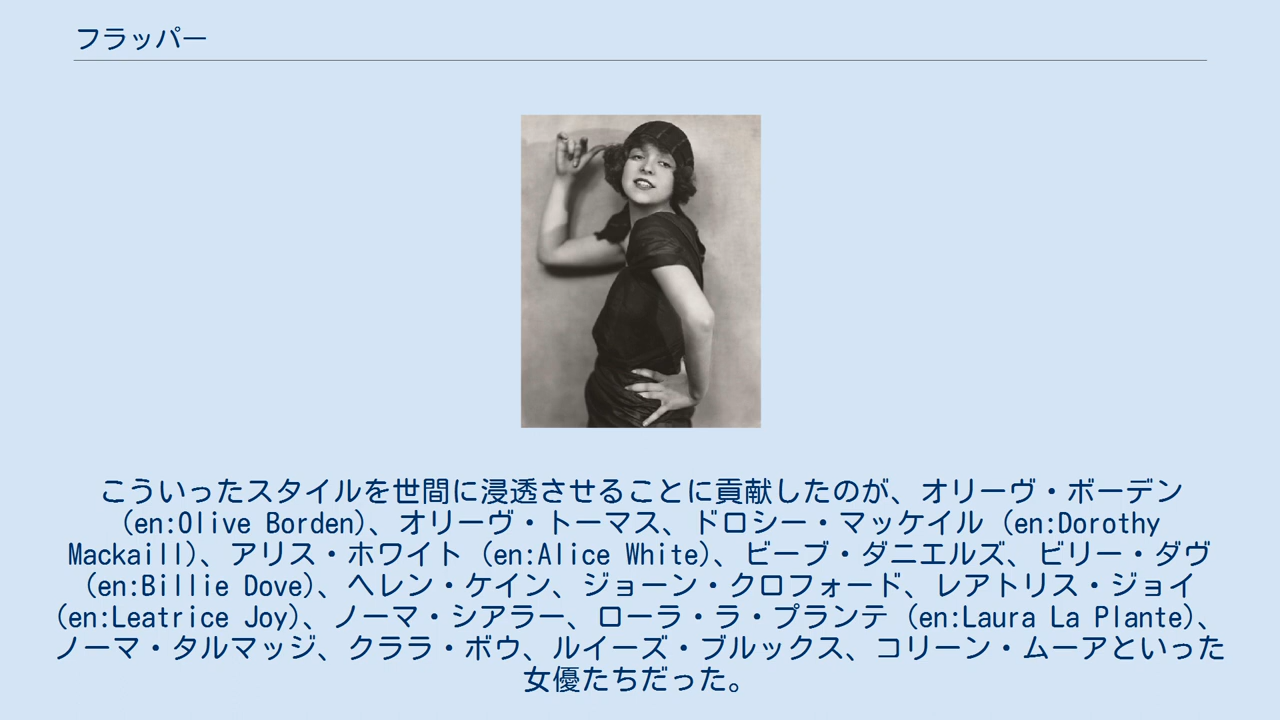 フラッパー
こういったスタイルを世間に浸透させることに貢献したのが、オリーヴ・ボーデン
(en:Olive Borden)、オリーヴ・トーマス、ドロシー・マッケイル (en:Dorothy
Mackaill)、アリス・ホワイト (en:Alice White)、ビーブ・ダニエルズ、ビリー・ダヴ
(en:Billie Dove)、ヘレン・ケイン、ジョーン・クロフォード、レアトリス・ジョイ
(en:Leatrice Joy)、ノーマ・シアラー、ローラ・ラ・プランテ (en:Laura La Plante)、
ノーマ・タルマッジ、クララ・ボウ、ルイーズ・ブルックス、コリーン・ムーアといった
女優たちだった。